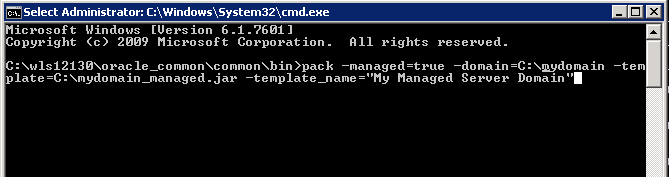 Select Administrator: C:\Windows\System32\cmd.exe
Microsoft Windows [Version 6.1.7601]
Copyright (c) 2009 Microsoft Corporation.  All rights reserved.
C:\wls12130\oracle_common\common\bin>pack -managed=true -domain=C:\mydomain -tem
plate=C:\mydomain_managed.jar -template_name="My Managed Server Domain"